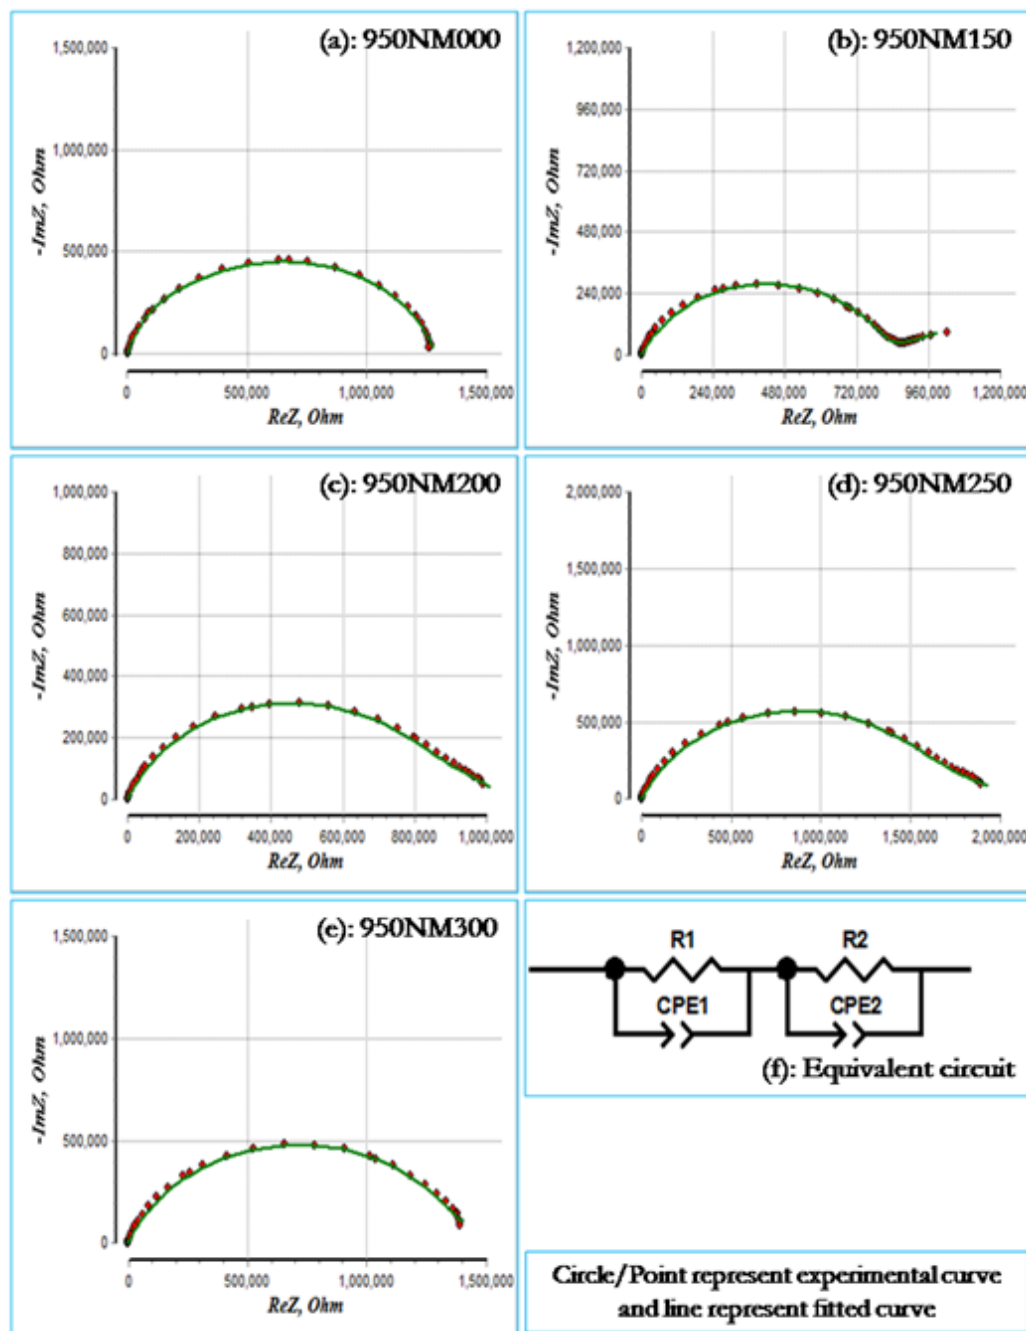 (a): 950NM000
1,500,000
1,000,000
500,000
0
-ImZ, Ohm
0 500,000 1,000,000 1,500,000
ReZ, Ohm
(b): 950NM150
1,200,000
960,000
720,000
480,000
240,000
0
-ImZ, Ohm
0 240,000 480,000 720,000 960,000 1,200,000
ReZ, Ohm
(c): 950NM200
1,000,000
800,000
600,000
400,000
200,000
0
-ImZ, Ohm
0 200,000 400,000 600,000 800,000 1,000,000
ReZ, Ohm
(d): 950NM250
2,000,000
1,500,000
1,000,000
500,000
0
-ImZ, Ohm
0 500,000 1,000,000 1,500,000 2,000,000
ReZ, Ohm
(e): 950NM300
1,500,000
1,000,000
500,000
0
-ImZ, Ohm
0 500,000 1,000,000 1,500,000
ReZ, Ohm
R1 R2
CPE1 CPE2
(f): Equivalent circuit
Circle/Point represent experimental curve
and line represent fitted curve